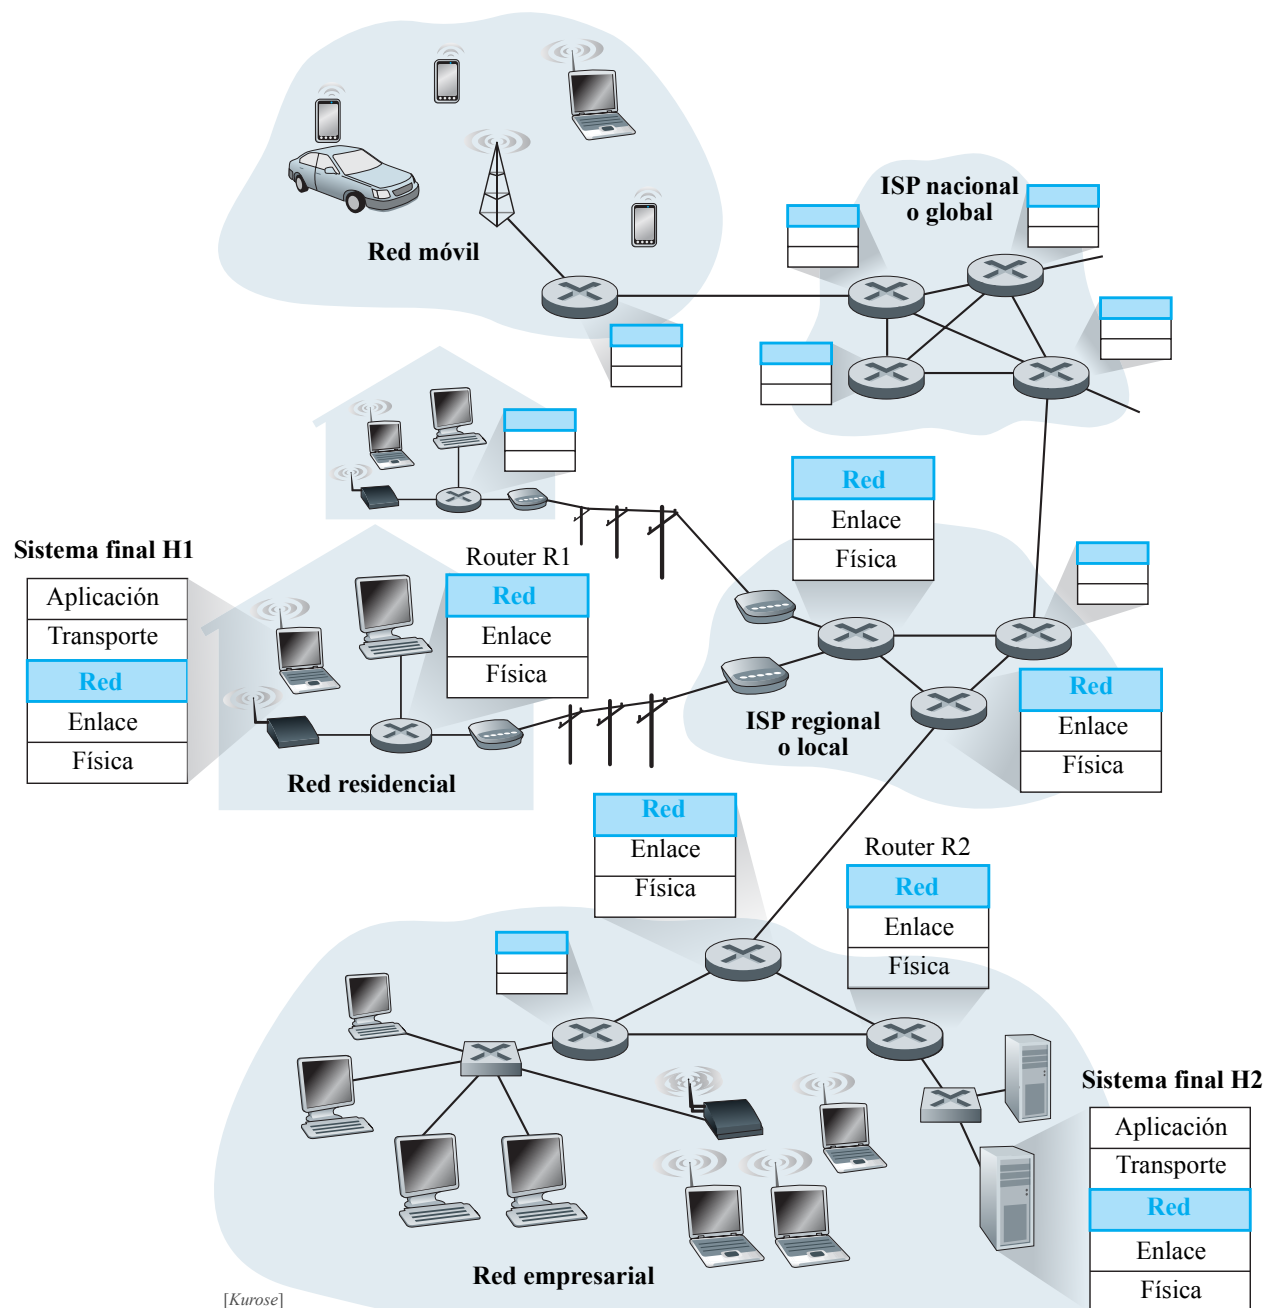 ISP nacional
o global
Red móvil
Red
Enlace
Física
Sistema final H1
Aplicación
Transporte
Red
Enlace
Física
Router R1
Red
Enlace
Física
Red residencial
ISP regional
o local
Red
Enlace
Física
Red
Enlace
Física
Router R2
Red
Enlace
Física
Sistema final H2
Aplicación
Transporte
Red
Enlace
Física
Red empresarial
[Kurose]